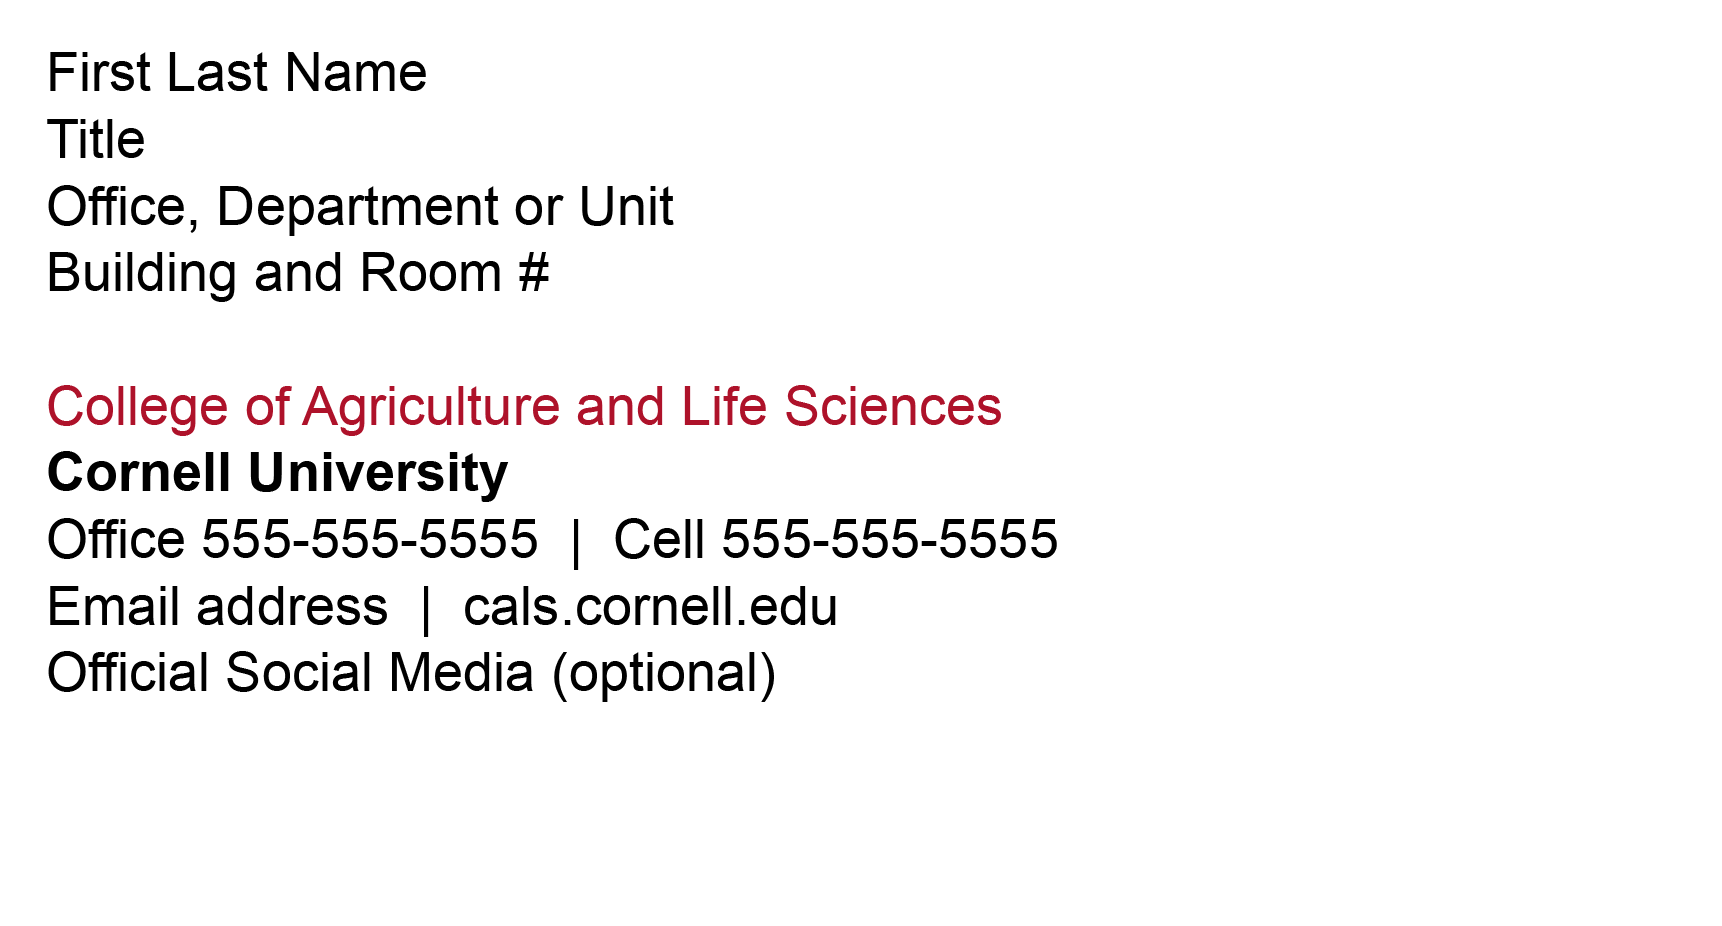 First Last Name
Title
Office, Department or Unit
Building and Room #
College of Agriculture and Life Sciences
Cornell University
Office 555-555-5555 | Cell 555-555-5555
Email address | cals.cornell.edu
Official Social Media (optional)